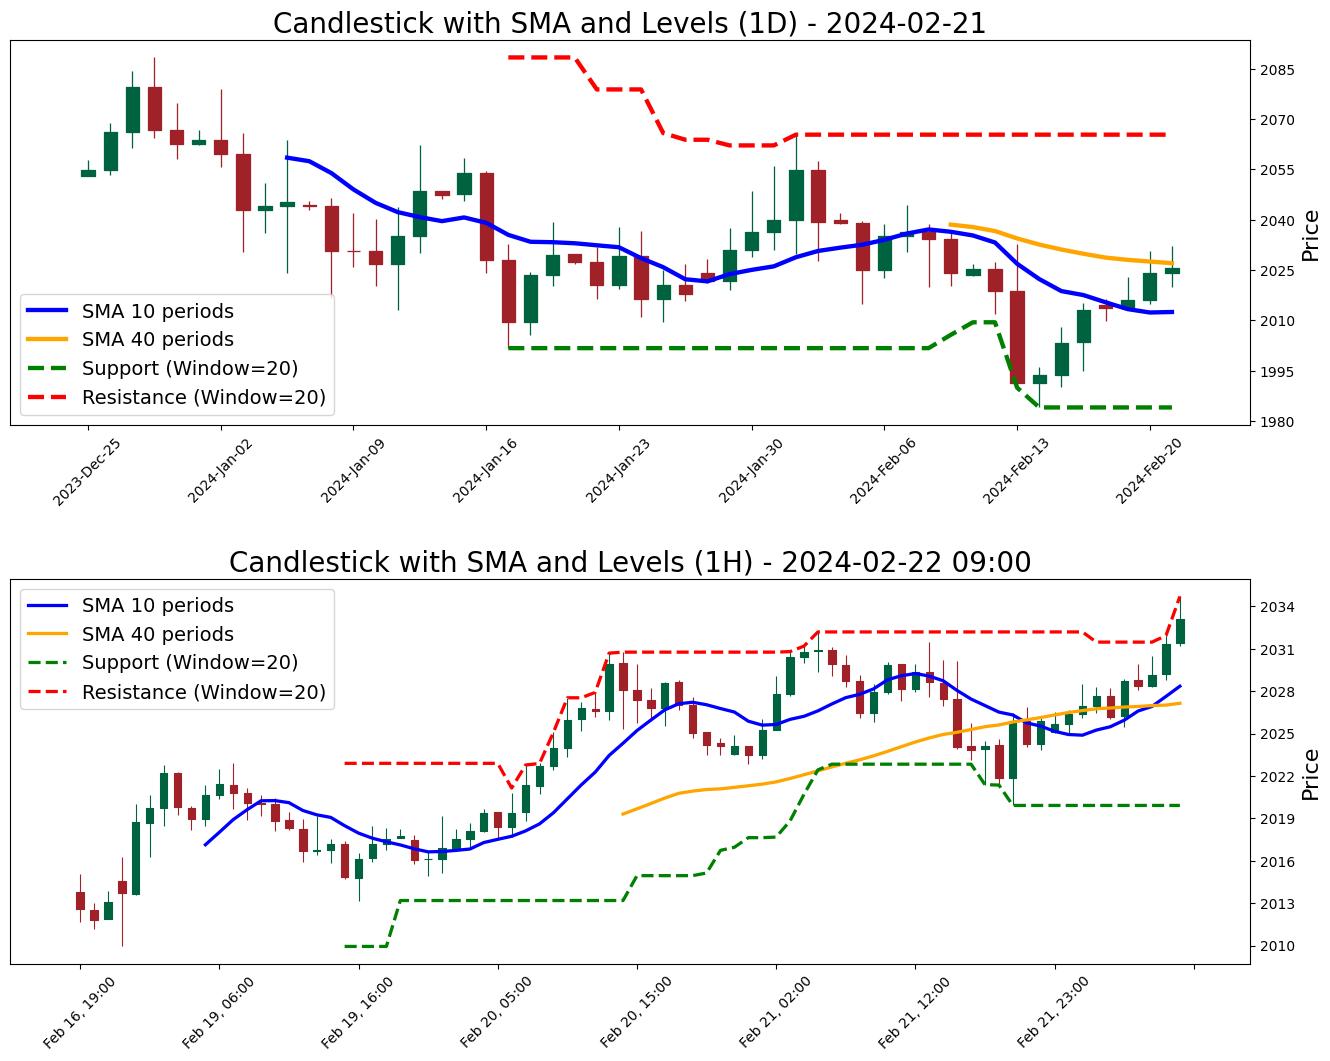 Candlestick with SMA and Levels (1D) - 2024-02-21
2085
2070
2055
2040
2025
2010
1995
1980
Price
SMA 10 periods
SMA 40 periods
Support (Window=20)
Resistance (Window=20)
2023-Dec-25
2024-Jan-02
2024-Jan-09
2024-Jan-16
2024-Jan-23
2024-Jan-30
2024-Feb-06
2024-Feb-13
2024-Feb-20
Candlestick with SMA and Levels (1H) - 2024-02-22 09:00
SMA 10 periods
SMA 40 periods
Support (Window=20)
Resistance (Window=20)
2034
2031
2028
2025
2022
2019
2016
2013
2010
Price
Feb 16, 19:00
Feb 19, 06:00
Feb 19, 16:00
Feb 20, 05:00
Feb 20, 15:00
Feb 21, 02:00
Feb 21, 12:00
Feb 21, 23:00